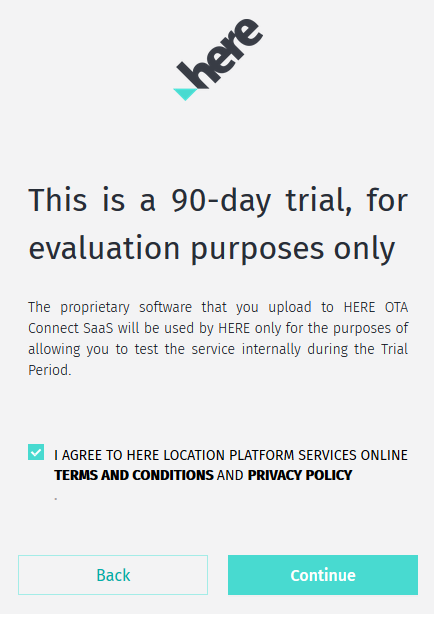 here
This is a 90-day trial, for
evaluation purposes only
The proprietary software that you upload to HERE OTA
Connect SaaS will be used by HERE only for the purposes of
allowing you to test the service internally during the Trial
Period.
I AGREE TO HERE LOCATION PLATFORM SERVICES ONLINE
TERMS AND CONDITIONS AND PRIVACY POLICY
.
Back Continue